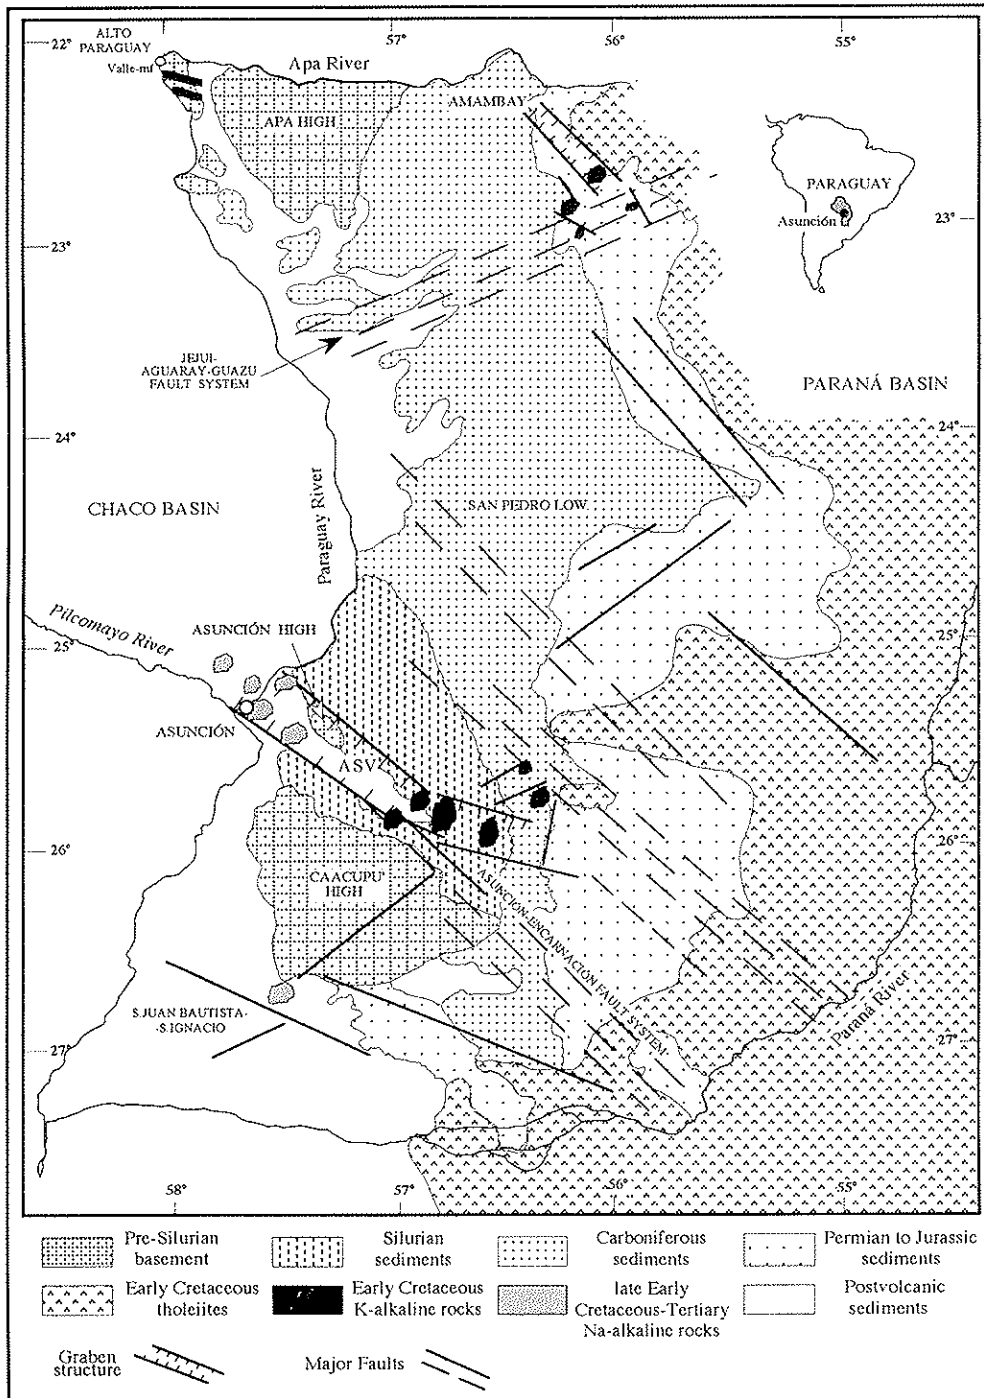 57°
56°
55°
22°
ALTO
PARAGUAY
Valle-mí
Apa River
APA HIGH
AMAMBAY
PARAGUAY
Asunción
23°
23°
JEJUI-
AGUARAY-GUAZU
FAULT SYSTEM
PARANÁ BASIN
24°
24°
CHACO BASIN
Paraguay River
SAN PEDRO LOW
Pilcomayo River
ASUNCIÓN HIGH
25°
25°
ASUNCIÓN
ASV
26°
26°
CAACUPU' HIGH
ASUNCION-ENCARNACIÓN FAULT SYSTEM
S.JUAN BAUTISTA-
-S.IGNACIO
Paraná River
27°
27°
58°
57°
56°
55°
Pre-Silurian
basement
Silurian
sediments
Carboniferous
sediments
Permian to Jurassic
sediments
Early Cretaceous
tholeiites
Early Cretaceous
K-alkaline rocks
late Early
Cretaceous-Tertiary
Na-alkaline rocks
Postvolcanic
sediments
Graben
structure
Major Faults